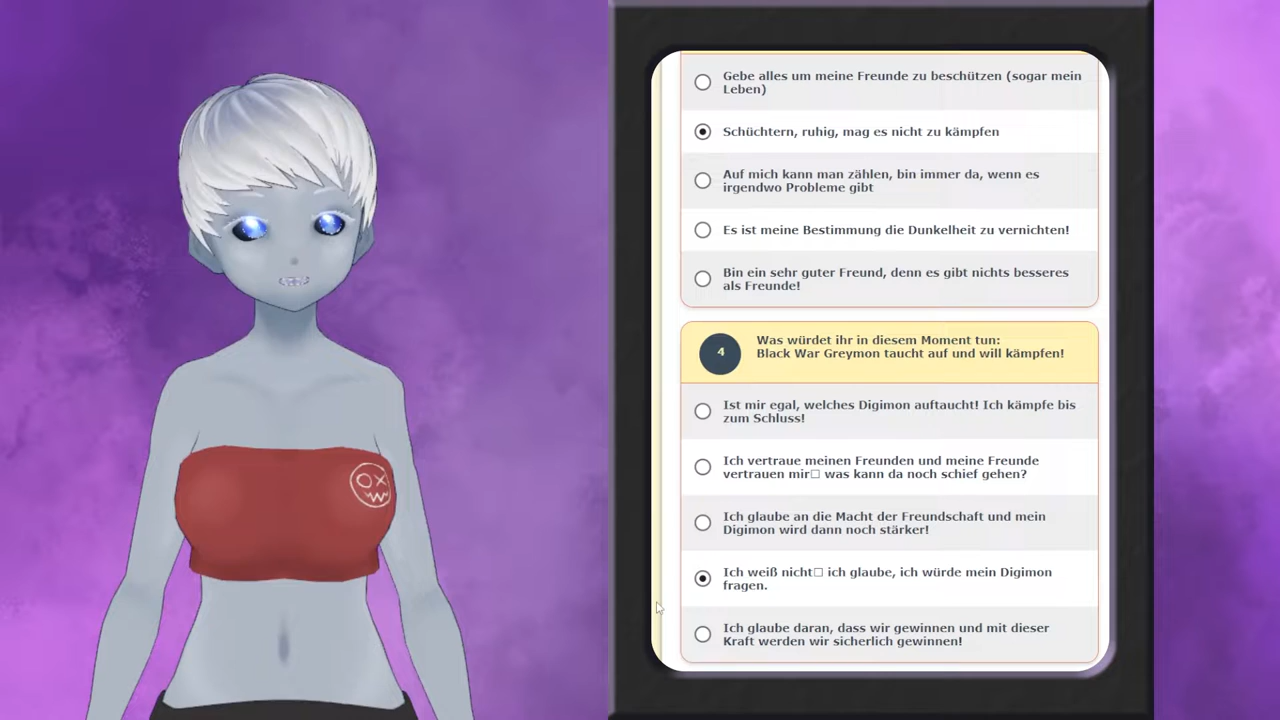 Gebe alles um meine Freunde zu beschützen (sogar mein
Leben)
Schüchtern, ruhig, mag es nicht zu kämpfen
Auf mich kann man zählen, bin immer da, wenn es
irgendwo Probleme gibt
Es ist meine Bestimmung die Dunkelheit zu vernichten!
Bin ein sehr guter Freund, denn es gibt nichts besseres
als Freunde!
4
Was würdet ihr in diesem Moment tun:
Black War Greymon taucht auf und will kämpfen!
Ist mir egal, welches Digimon auftaucht! Ich kämpfe bis
zum Schluss!
Ich vertraue meinen Freunden und meine Freunde
vertrauen mir□ was kann da noch schief gehen?
Ich glaube an die Macht der Freundschaft und mein
Digimon wird dann noch stärker!
Ich weiß nicht□ ich glaube, ich würde mein Digimon
fragen.
Ich glaube daran, dass wir gewinnen und mit dieser
Kraft werden wir sicherlich gewinnen!